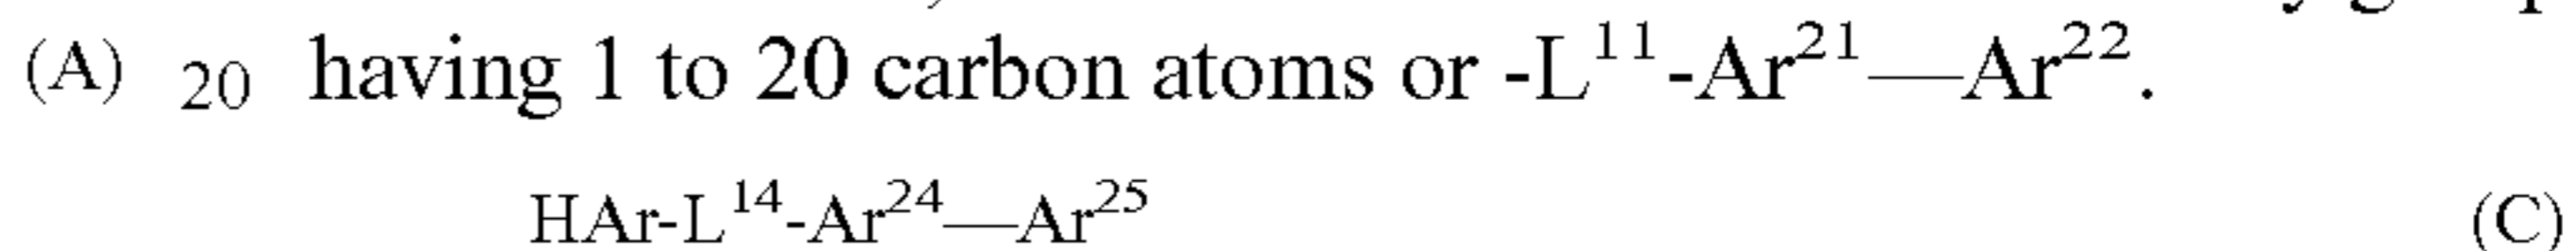 (A) 20 having 1 to 20 carbon atoms or -L¹¹-Ar²¹—Ar²².
HAr-L¹⁴-Ar²⁴—Ar²⁵ (C)